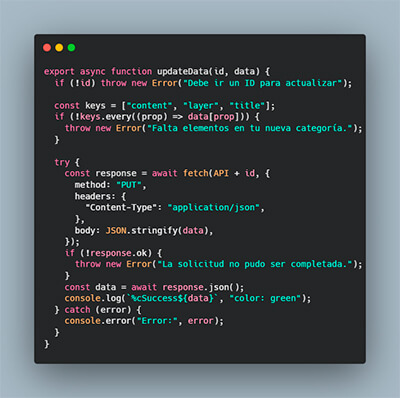 export async function updateData(id, data) {
if (!id) throw new Error("Debe ir un ID para actualizar");
const keys = ["content", "layer", "title"];
if (!keys.every((prop) => data[prop])) {
throw new Error("Falta elementos en tu nueva categoría.");
}
try {
const response = await fetch(API + id, {
method: "PUT",
headers: {
"Content-Type": "application/json",
},
body: JSON.stringify(data),
});
if (!response.ok) {
throw new Error("La solicitud no pudo ser completada.");
}
const data = await response.json();
console.log(`%cSuccess${data}`, "color: green");
} catch (error) {
console.error("Error:", error);
}
}